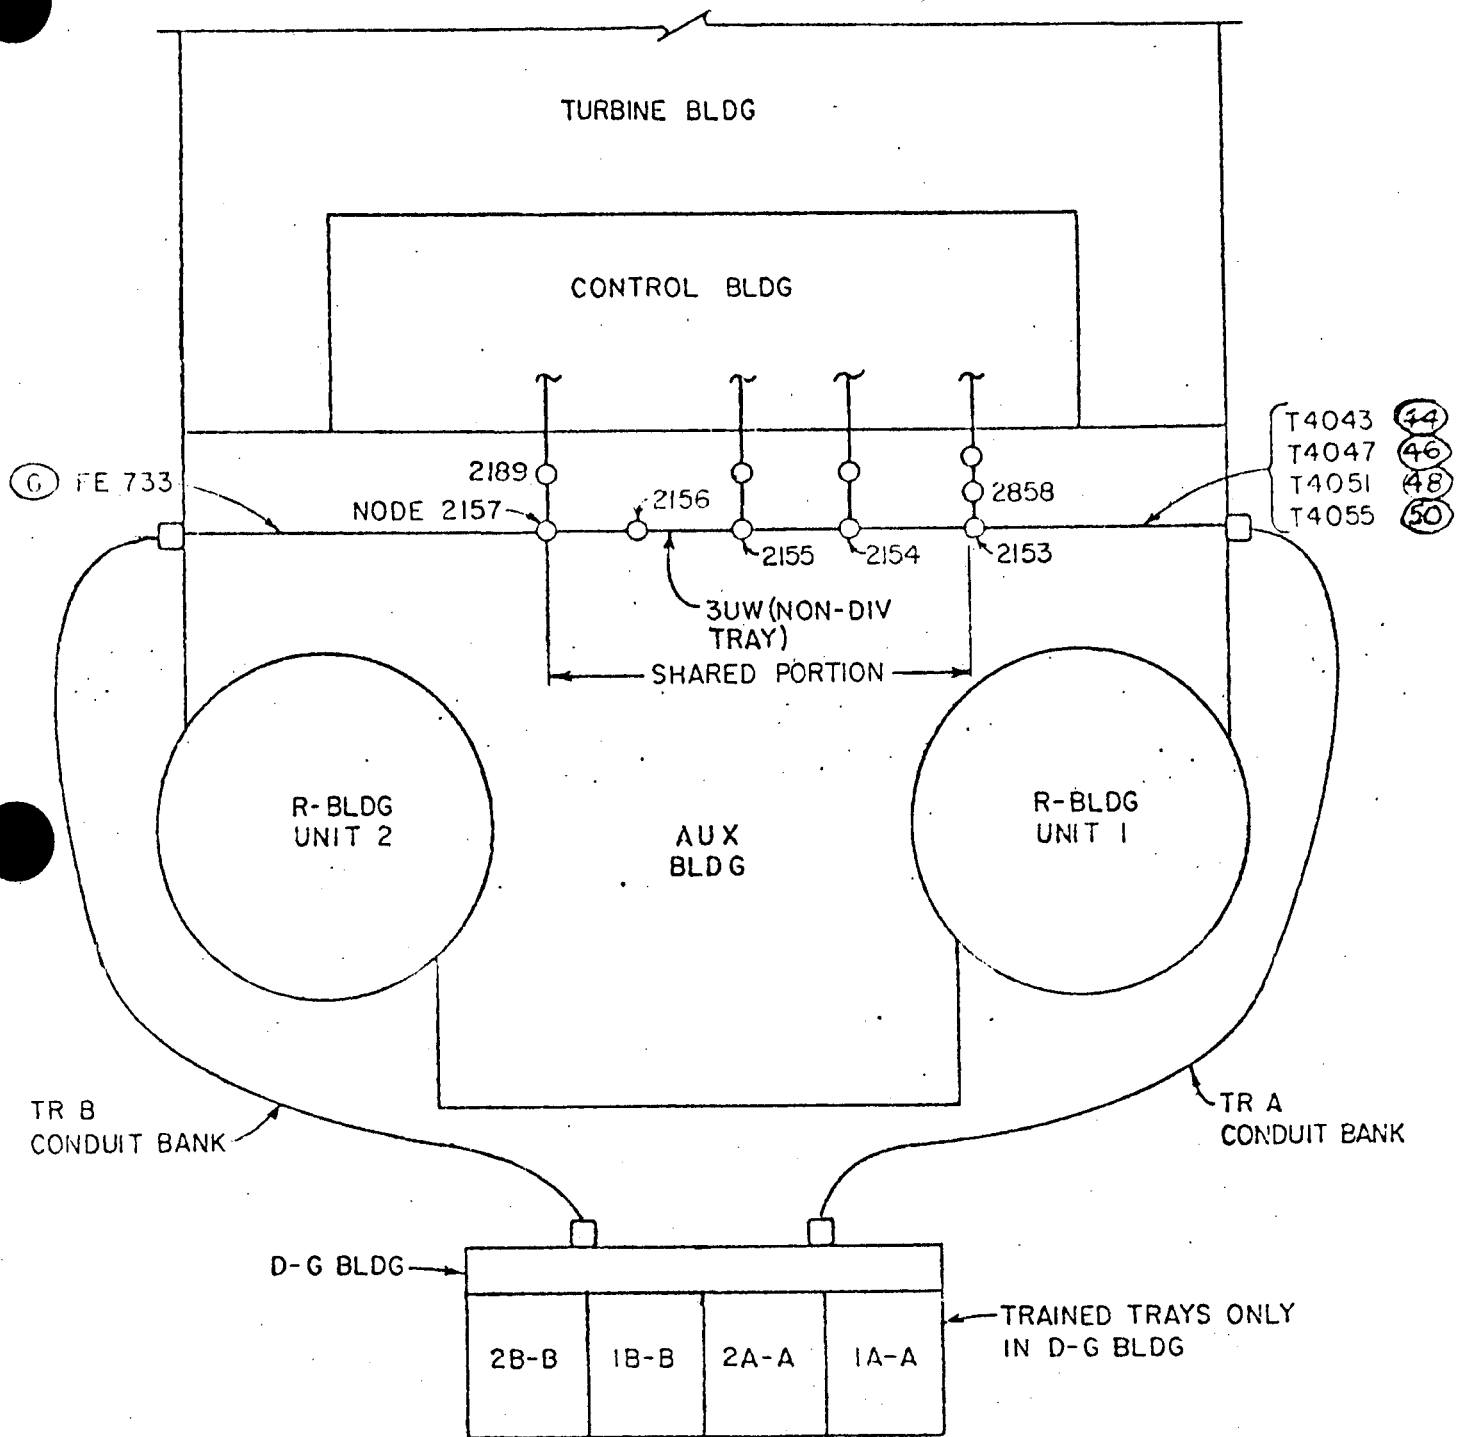 TURBINE BLDG
CONTROL BLDG
T4043 44
T4047 46
T4051 48
T4055 50
2189
2858
6 FE 733
2156
NODE 2157
2155
2154
2153
3UW (NON-DIV
TRAY)
SHARED PORTION
R-BLDG
UNIT 2
AUX
BLDG
R-BLDG
UNIT 1
TR B
CONDUIT BANK
TR A
CONDUIT BANK
D-G BLDG
TRAINED TRAYS ONLY
IN D-G BLDG
2B-B
1B-B
2A-A
1A-A